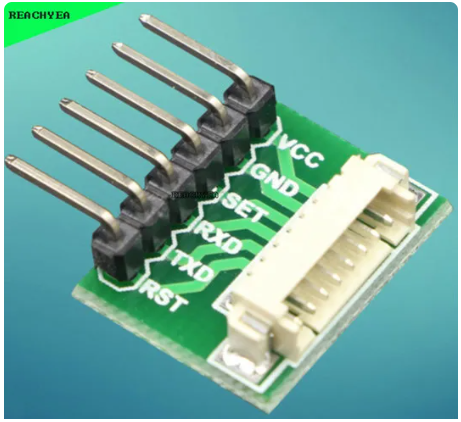 REACHYEA
VCC
GND
SET
RXD
TXD
RST